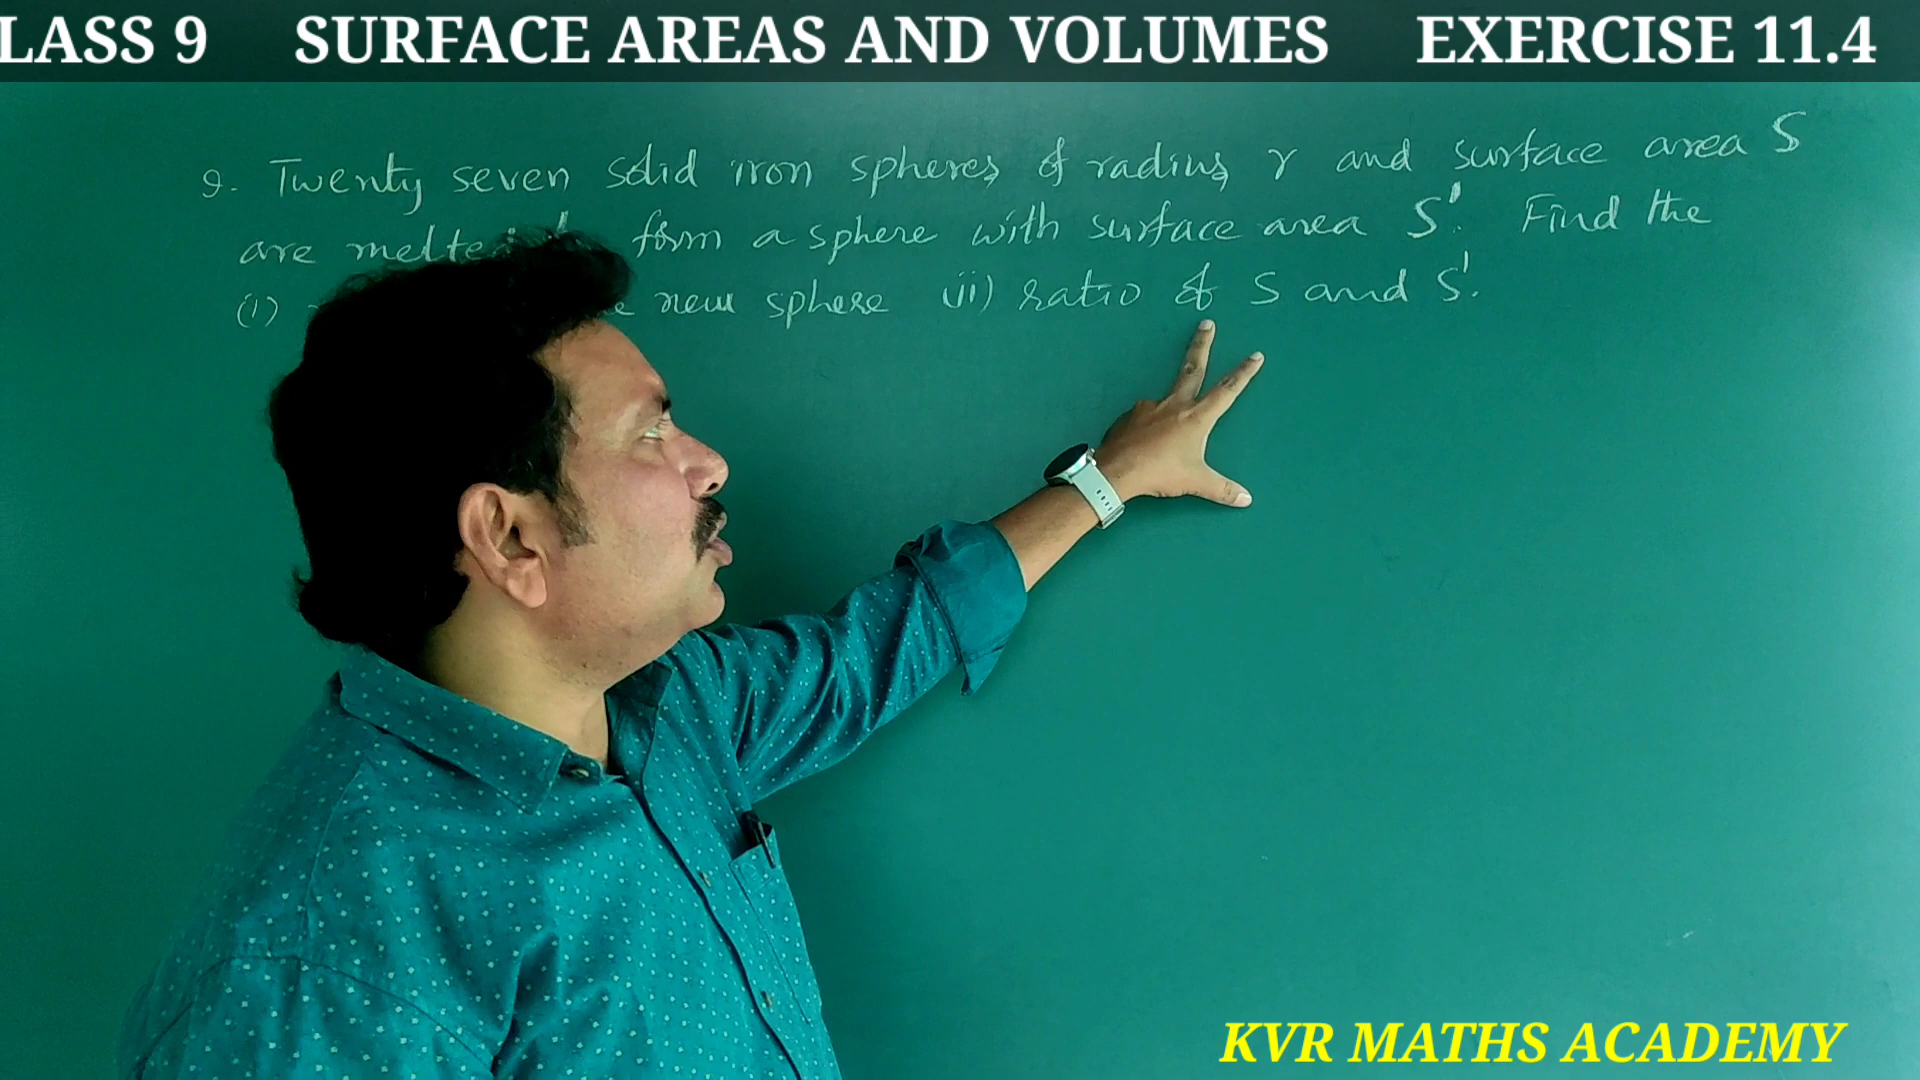 LASS 9 SURFACE AREAS AND VOLUMES EXERCISE 11.4
9. Twenty seven solid iron spheres of radius r and surface area S
are melte form a sphere with surface area S'. Find the
(i) new sphere (ii) ratio of S and S'.
KVR MATHS ACADEMY